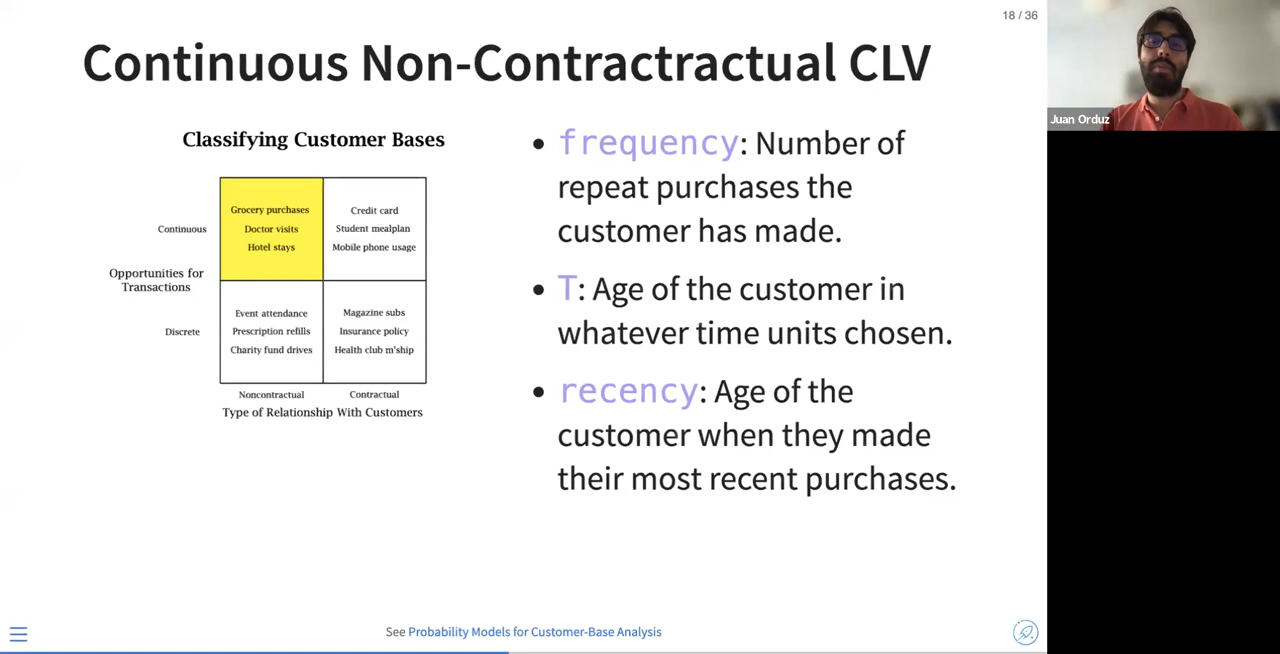 18 / 36
Continuous Non-Contractractual CLV
Juan Orduz
Classifying Customer Bases
Continuous
Grocery purchases
Doctor visits
Hotel stays
Credit card
Student mealplan
Mobile phone usage
Opportunities for
Transactions
Discrete
Event attendance
Prescription refills
Charity fund drives
Magazine subs
Insurance policy
Health club m'ship
Noncontractual
Contractual
Type of Relationship With Customers
• frequency: Number of
repeat purchases the
customer has made.
• T: Age of the customer in
whatever time units chosen.
• recency: Age of the
customer when they made
their most recent purchases.
See Probability Models for Customer-Base Analysis